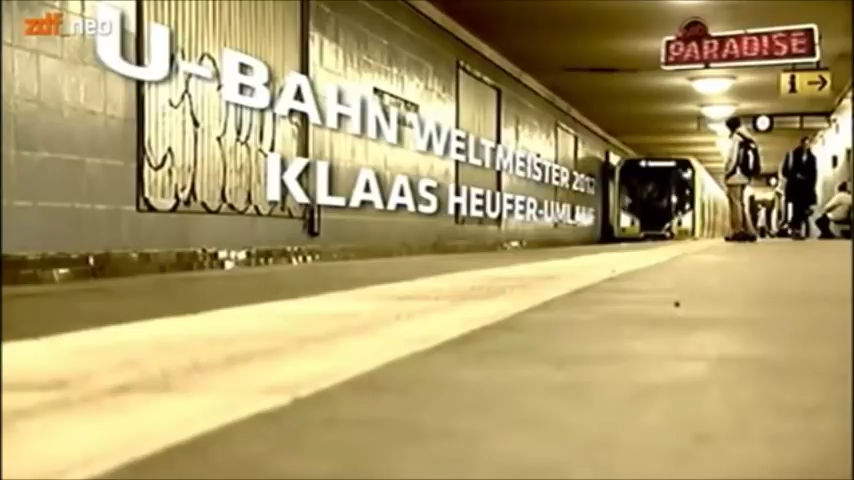 zdf_neo
PARADISE
i →
U-BAHN WELTMEISTER 2012
KLAAS HEUFER-UMLAUF